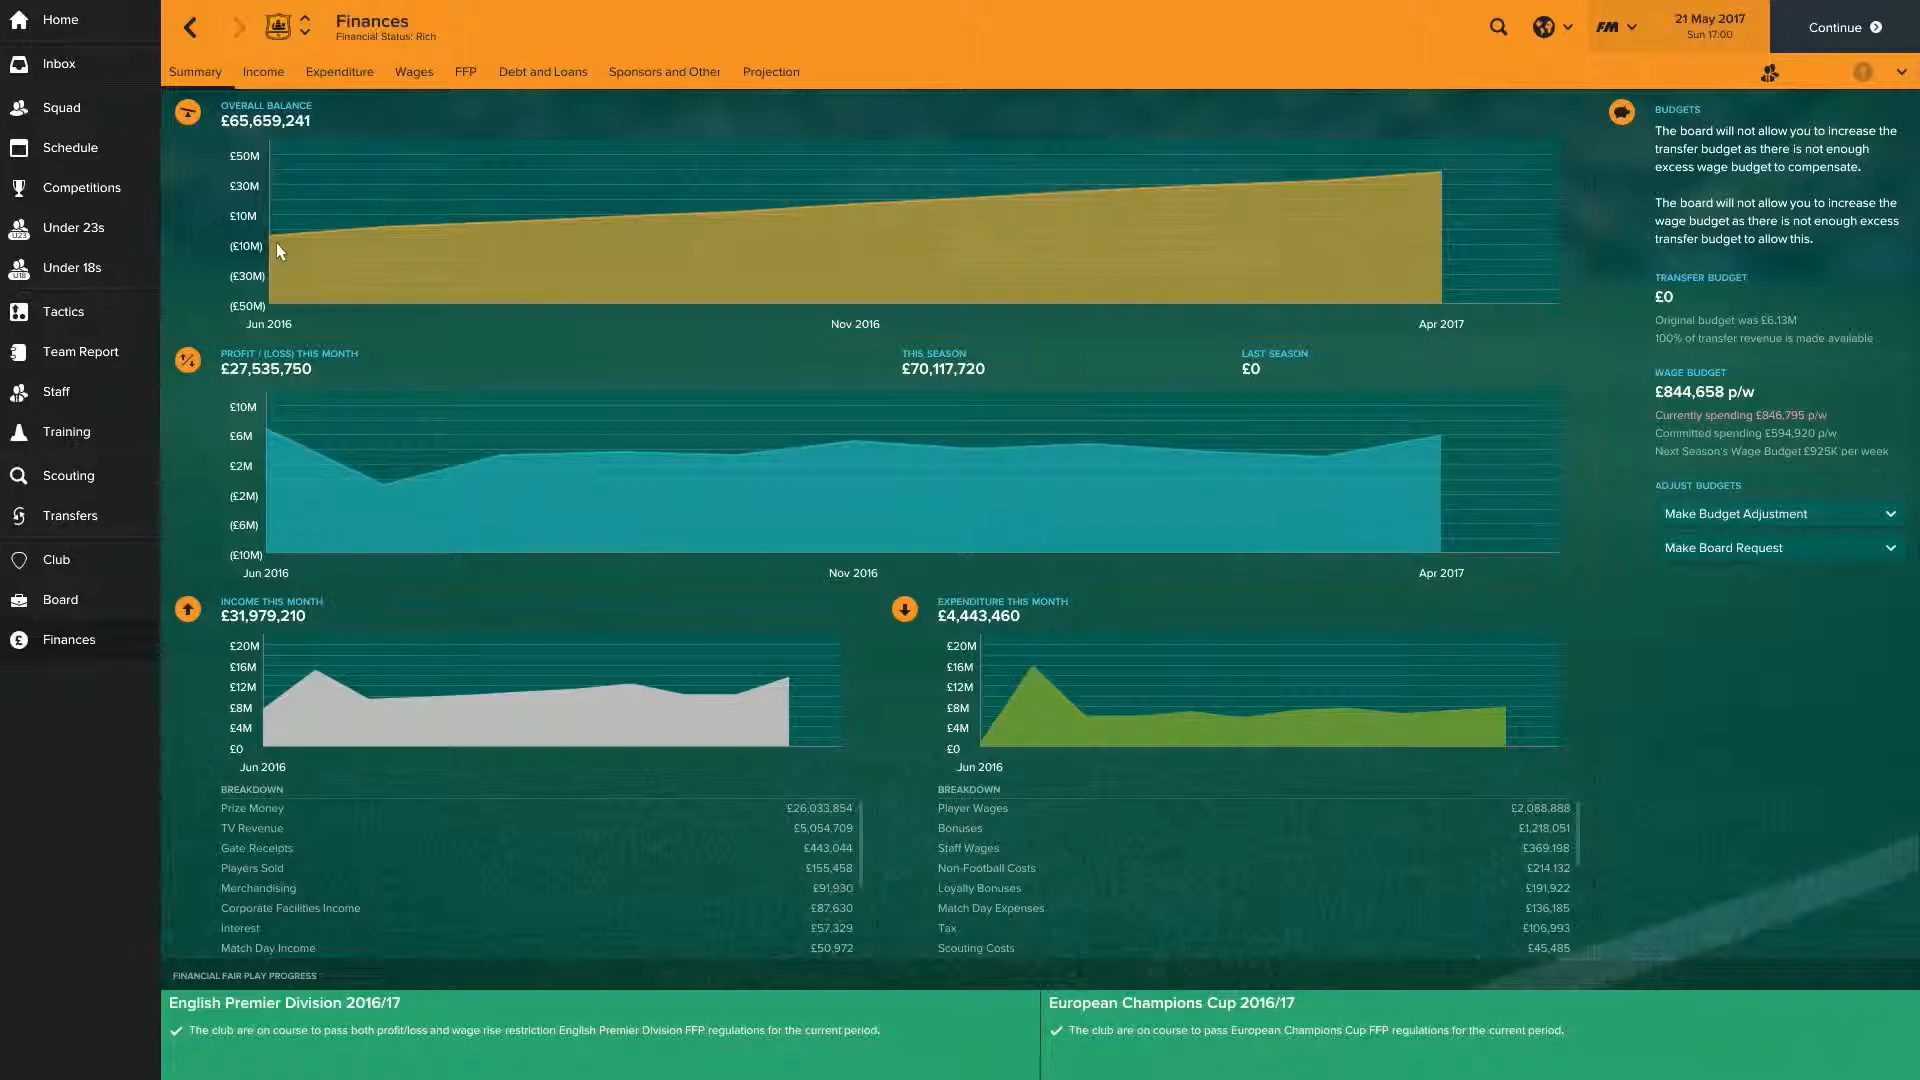 Home
Inbox
Squad
Schedule
Competitions
Under 23s
Under 18s
Tactics
Team Report
Staff
Training
Scouting
Transfers
Club
Board
Finances
Finances
Financial Status: Rich
FM
21 May 2017
Sun 17:00
Continue
Summary Income Expenditure Wages FFP Debt and Loans Sponsors and Other Projection
OVERALL BALANCE
£65,659,241
£50M
£30M
£10M
(£10M)
(£30M)
(£50M)
Jun 2016 Nov 2016 Apr 2017
PROFIT / (LOSS) THIS MONTH
£27,535,750
THIS SEASON
£70,117,720
LAST SEASON
£0
£10M
£6M
£2M
(£2M)
(£6M)
(£10M)
Jun 2016 Nov 2016 Apr 2017
INCOME THIS MONTH
£31,979,210
£20M
£16M
£12M
£8M
£4M
£0
Jun 2016
BREAKDOWN
Prize Money £26,033,854
TV Revenue £5,054,709
Gate Receipts £443,044
Players Sold £155,458
Merchandising £91,930
Corporate Facilities Income £87,630
Interest £57,329
Match Day Income £50,972
EXPENDITURE THIS MONTH
£4,443,460
£20M
£16M
£12M
£8M
£4M
£0
Jun 2016
BREAKDOWN
Player Wages £2,088,888
Bonuses £1,218,051
Staff Wages £369,198
Non-Football Costs £214,132
Loyalty Bonuses £191,922
Match Day Expenses £136,185
Tax £106,993
Scouting Costs £45,485
BUDGETS
The board will not allow you to increase the
transfer budget as there is not enough
excess wage budget to compensate.
The board will not allow you to increase the
wage budget as there is not enough excess
transfer budget to allow this.
TRANSFER BUDGET
£0
Original budget was £6.13M
100% of transfer revenue is made available
WAGE BUDGET
£844,658 p/w
Currently spending £846,795 p/w
Committed spending £594,920 p/w
Next Season's Wage Budget £925K per week
ADJUST BUDGETS
Make Budget Adjustment
Make Board Request
FINANCIAL FAIR PLAY PROGRESS
English Premier Division 2016/17
The club are on course to pass both profit/loss and wage rise restriction English Premier Division FFP regulations for the current period.
European Champions Cup 2016/17
The club are on course to pass European Champions Cup FFP regulations for the current period.